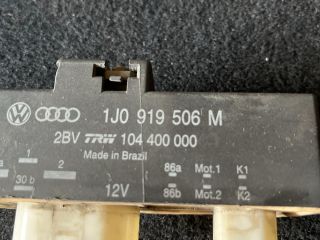 1J0 919 506 M
2BV TRW 104 400 000
Made in Brazil
1 2 86a Mot.1 K1
30 b 12V 86b Mot.2 K2